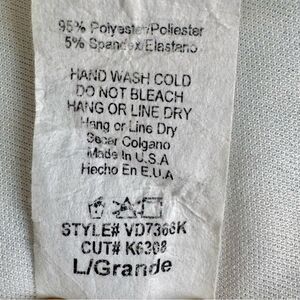 95% Polyester/Poliester
5% Spandex/Elastano
HAND WASH COLD
DO NOT BLEACH
HANG OR LINE DRY
Hang or Line Dry
Secar Colgano
Made In U.S.A
Hecho En E.U.A
STYLE# VD7366K
CUT# K6308
L/Grande